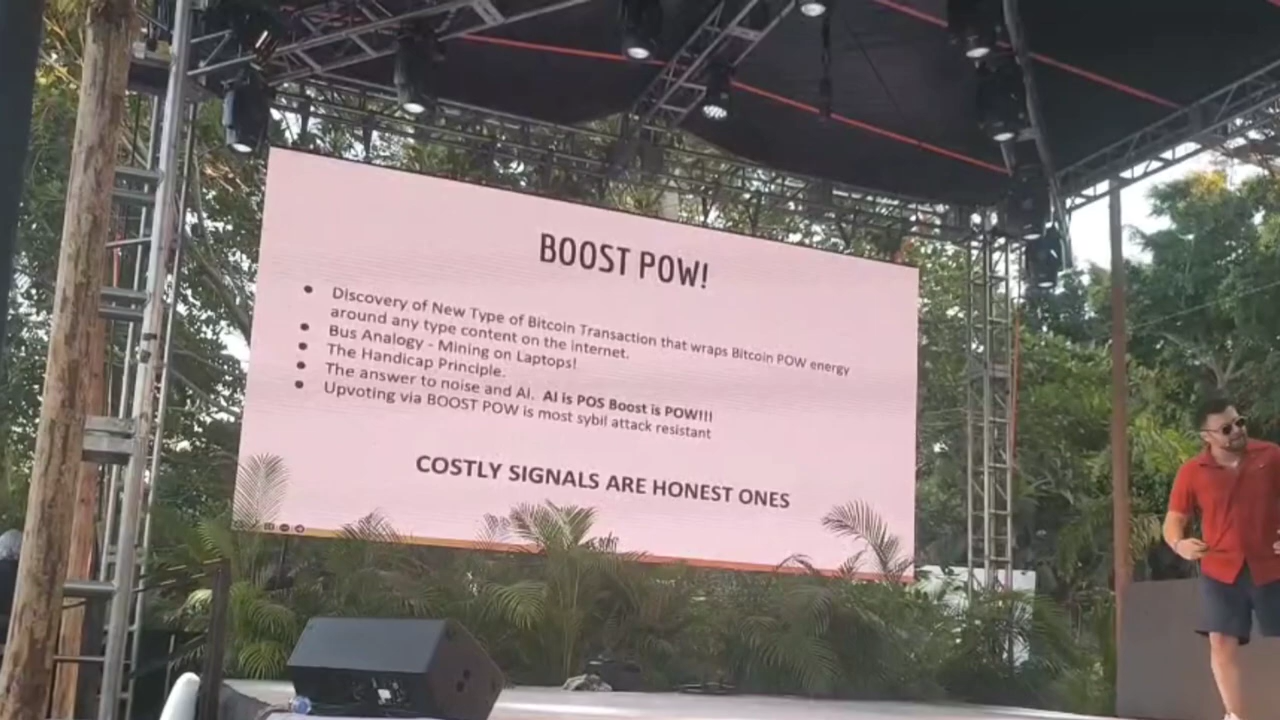 BOOST POW!
• Discovery of New Type of Bitcoin Transaction that wraps Bitcoin POW energy
around any type content on the internet.
• Bus Analogy - Mining on Laptops!
• The Handicap Principle.
• The answer to noise and AI. AI is POS Boost is POW!!!
• Upvoting via BOOST POW is most sybil attack resistant
COSTLY SIGNALS ARE HONEST ONES